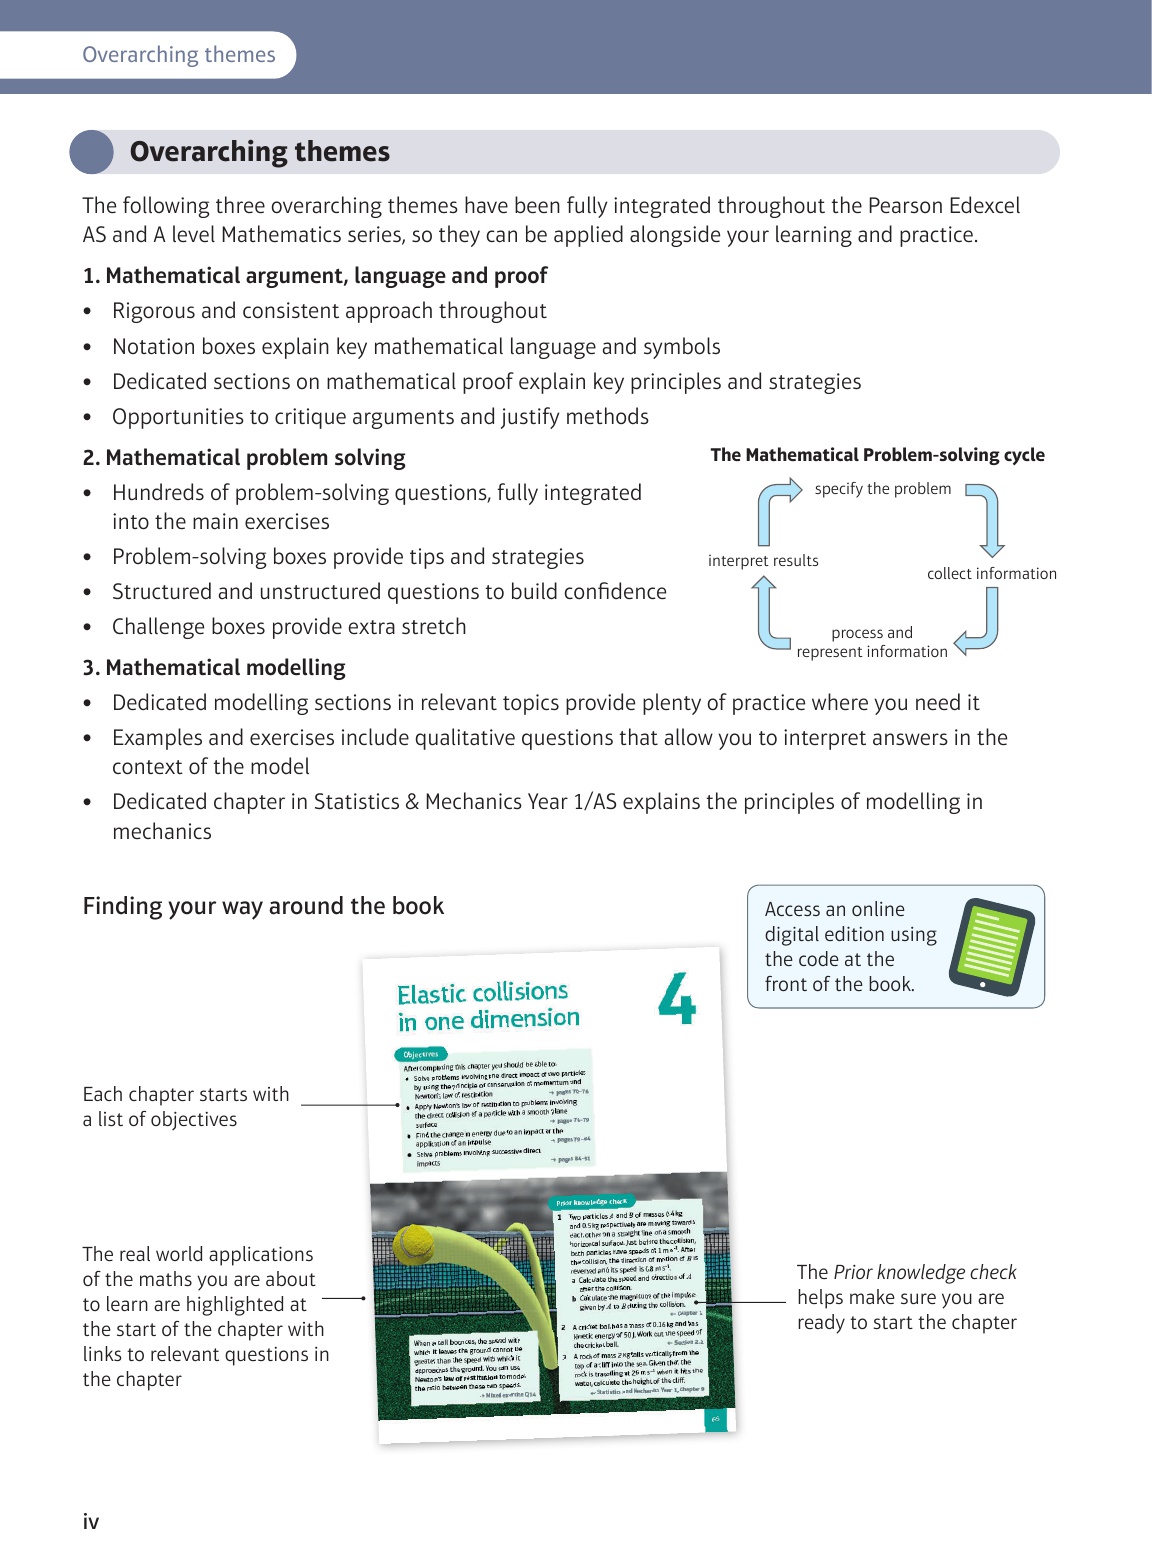 Overarching themes
Overarching themes
The following three overarching themes have been fully integrated throughout the Pearson Edexcel
AS and A level Mathematics series, so they can be applied alongside your learning and practice.
1. Mathematical argument, language and proof
• Rigorous and consistent approach throughout
• Notation boxes explain key mathematical language and symbols
• Dedicated sections on mathematical proof explain key principles and strategies
• Opportunities to critique arguments and justify methods
2. Mathematical problem solving
• Hundreds of problem-solving questions, fully integrated
into the main exercises
• Problem-solving boxes provide tips and strategies
• Structured and unstructured questions to build confidence
• Challenge boxes provide extra stretch
The Mathematical Problem-solving cycle
specify the problem
interpret results
collect information
process and
represent information
3. Mathematical modelling
• Dedicated modelling sections in relevant topics provide plenty of practice where you need it
• Examples and exercises include qualitative questions that allow you to interpret answers in the
context of the model
• Dedicated chapter in Statistics & Mechanics Year 1/AS explains the principles of modelling in
mechanics
Finding your way around the book
Access an online
digital edition using
the code at the
front of the book.
Elastic collisions
in one dimension
4
Objectives
After completing this chapter you should be able to:
• Solve problems involving the direct impact of two particles
by using the principle of conservation of momentum and
Newton's law of restitution → pages 70–76
• Apply Newton's law of restitution to problems involving
the direct collision of a particle with a smooth plane
surface → pages 76–79
• Find the change in energy due to an impact or the
application of an impulse → pages 79–84
• Solve problems involving successive direct
impacts → pages 84–91
Each chapter starts with
a list of objectives
Prior knowledge check
1 Two particles A and B of masses 0.4 kg
and 0.5 kg respectively are moving towards
each other on a straight line on a smooth
horizontal surface. Just before the collision,
both particles have speeds of 1 m s⁻¹. After
the collision, the direction of motion of B is
reversed and its speed is 0.8 m s⁻¹.
a Calculate the speed and direction of A
after the collision.
b Calculate the magnitude of the impulse
given by A to B during the collision.
← Chapter 1
2 A cricket ball has a mass of 0.16 kg and has
kinetic energy of 50 J. Work out the speed of
the cricket ball. ← Section 2.2
3 A rock of mass 2 kg falls vertically from the
top of a cliff into the sea. Given that the
rock is travelling at 26 m s⁻¹ when it hits the
water, calculate the height of the cliff.
← Statistics and Mechanics Year 1, Chapter 9
When a ball bounces, the speed with
which it leaves the ground cannot be
greater than the speed with which it
approaches the ground. You can use
Newton's law of restitution to model
the ratio between these two speeds.
→ Mixed exercise Q14
The real world applications
of the maths you are about
to learn are highlighted at
the start of the chapter with
links to relevant questions in
the chapter
The Prior knowledge check
helps make sure you are
ready to start the chapter
iv